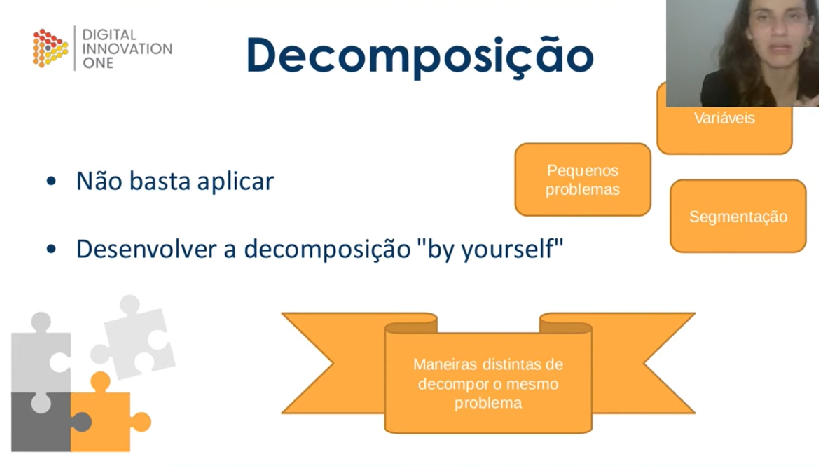 DIGITAL
INNOVATION
ONE
Decomposição
Variáveis
Pequenos
problemas
Segmentação
• Não basta aplicar
• Desenvolver a decomposição "by yourself"
Maneiras distintas de
decompor o mesmo
problema